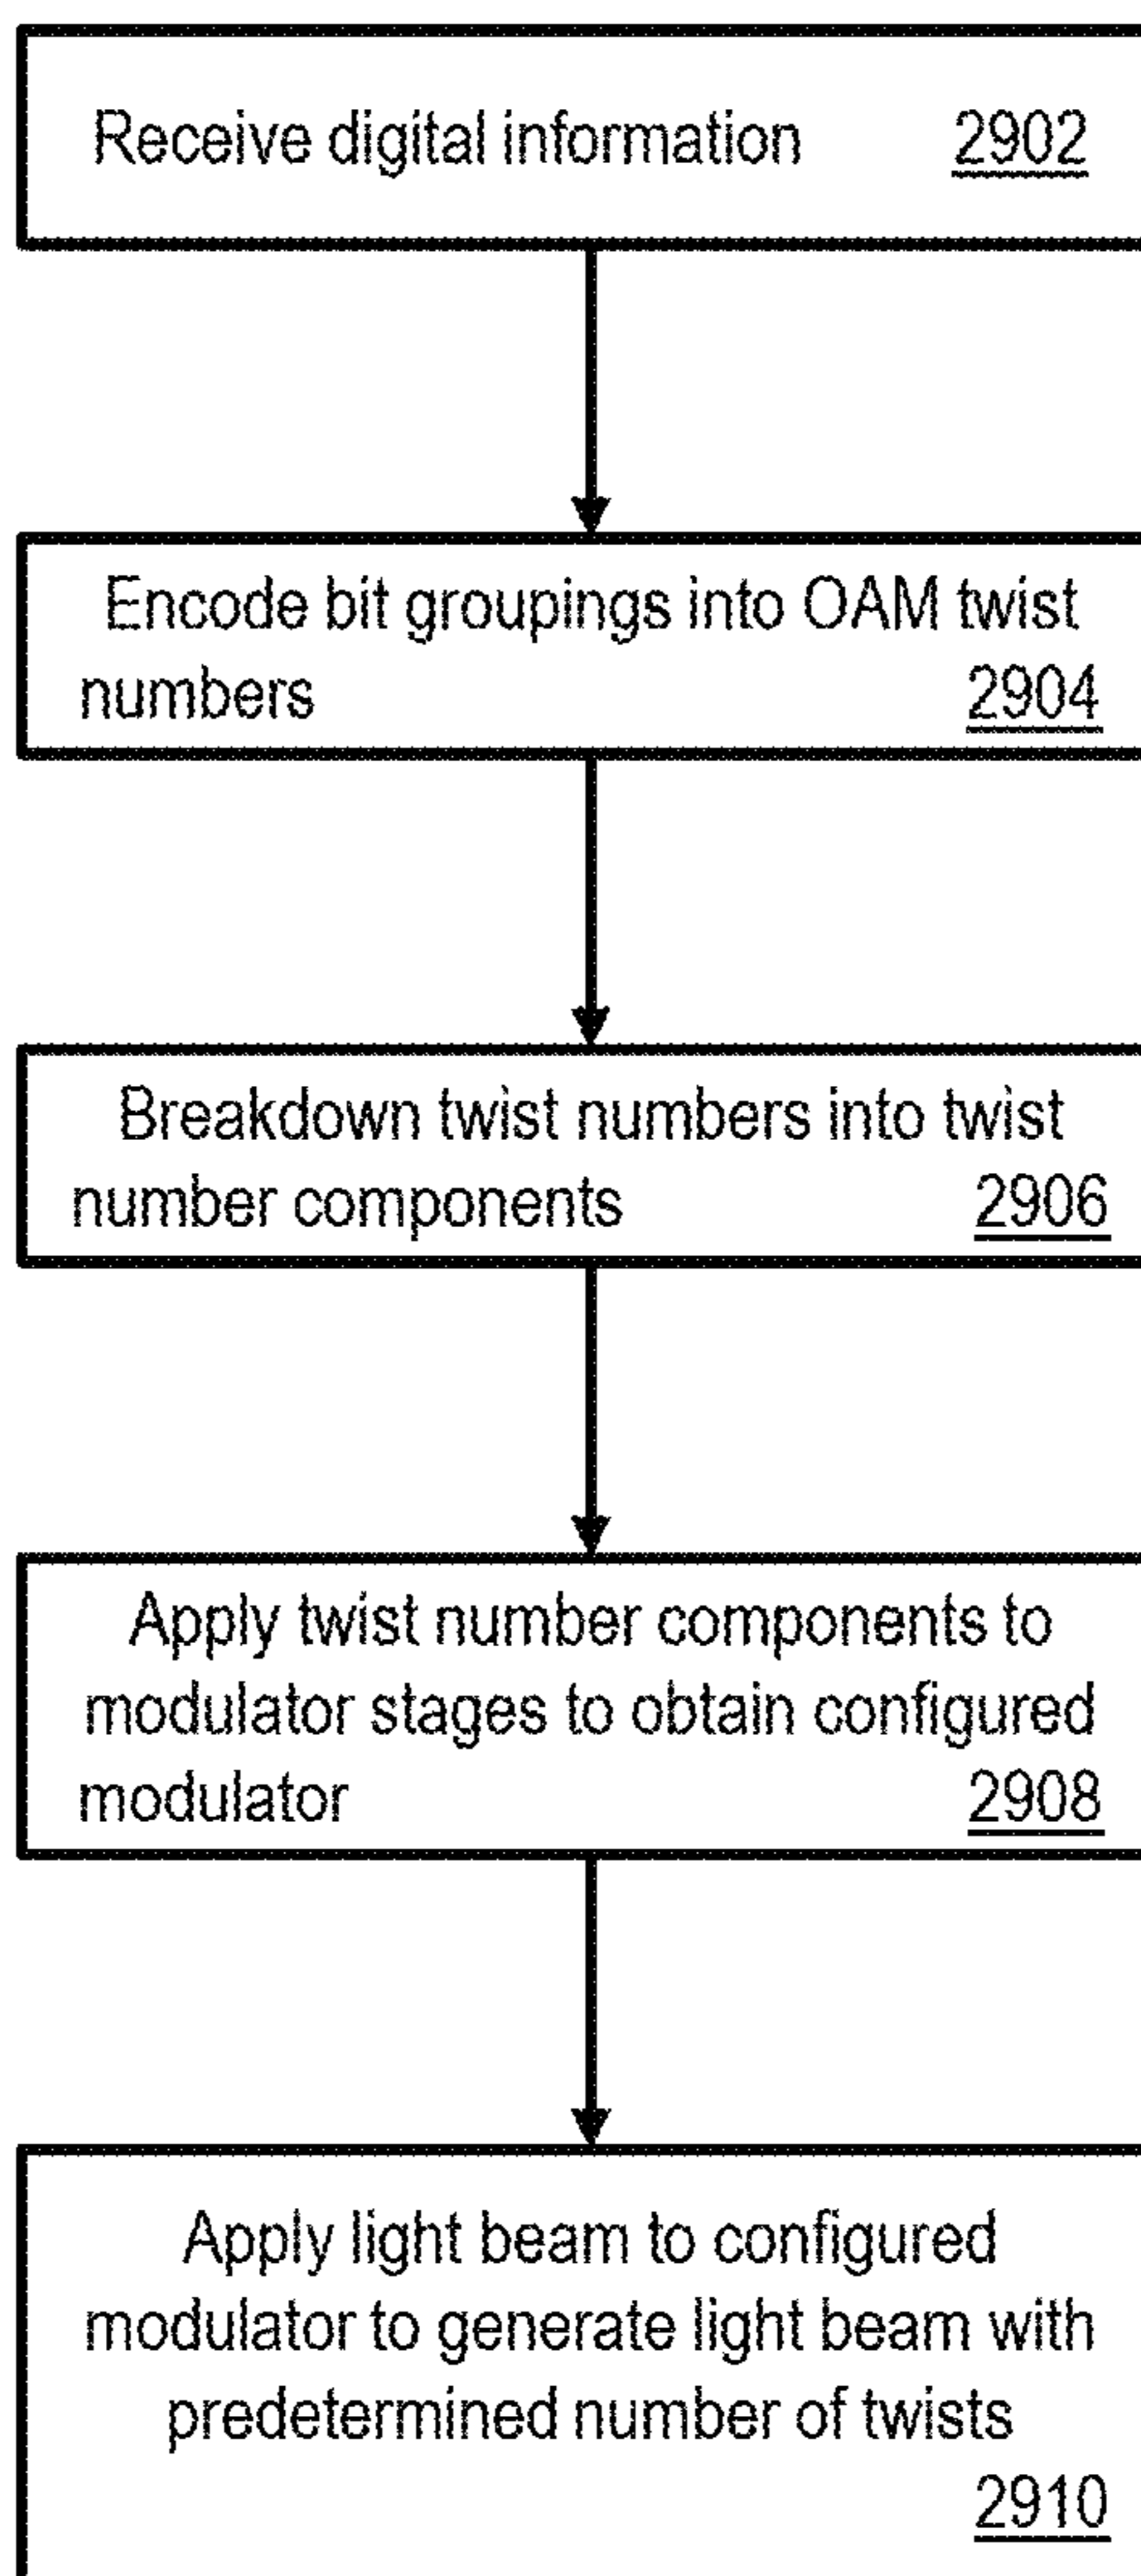 Receive digital information 2902
Encode bit groupings into OAM twist
numbers 2904
Breakdown twist numbers into twist
number components 2906
Apply twist number components to
modulator stages to obtain configured
modulator 2908
Apply light beam to configured
modulator to generate light beam with
predetermined number of twists
2910